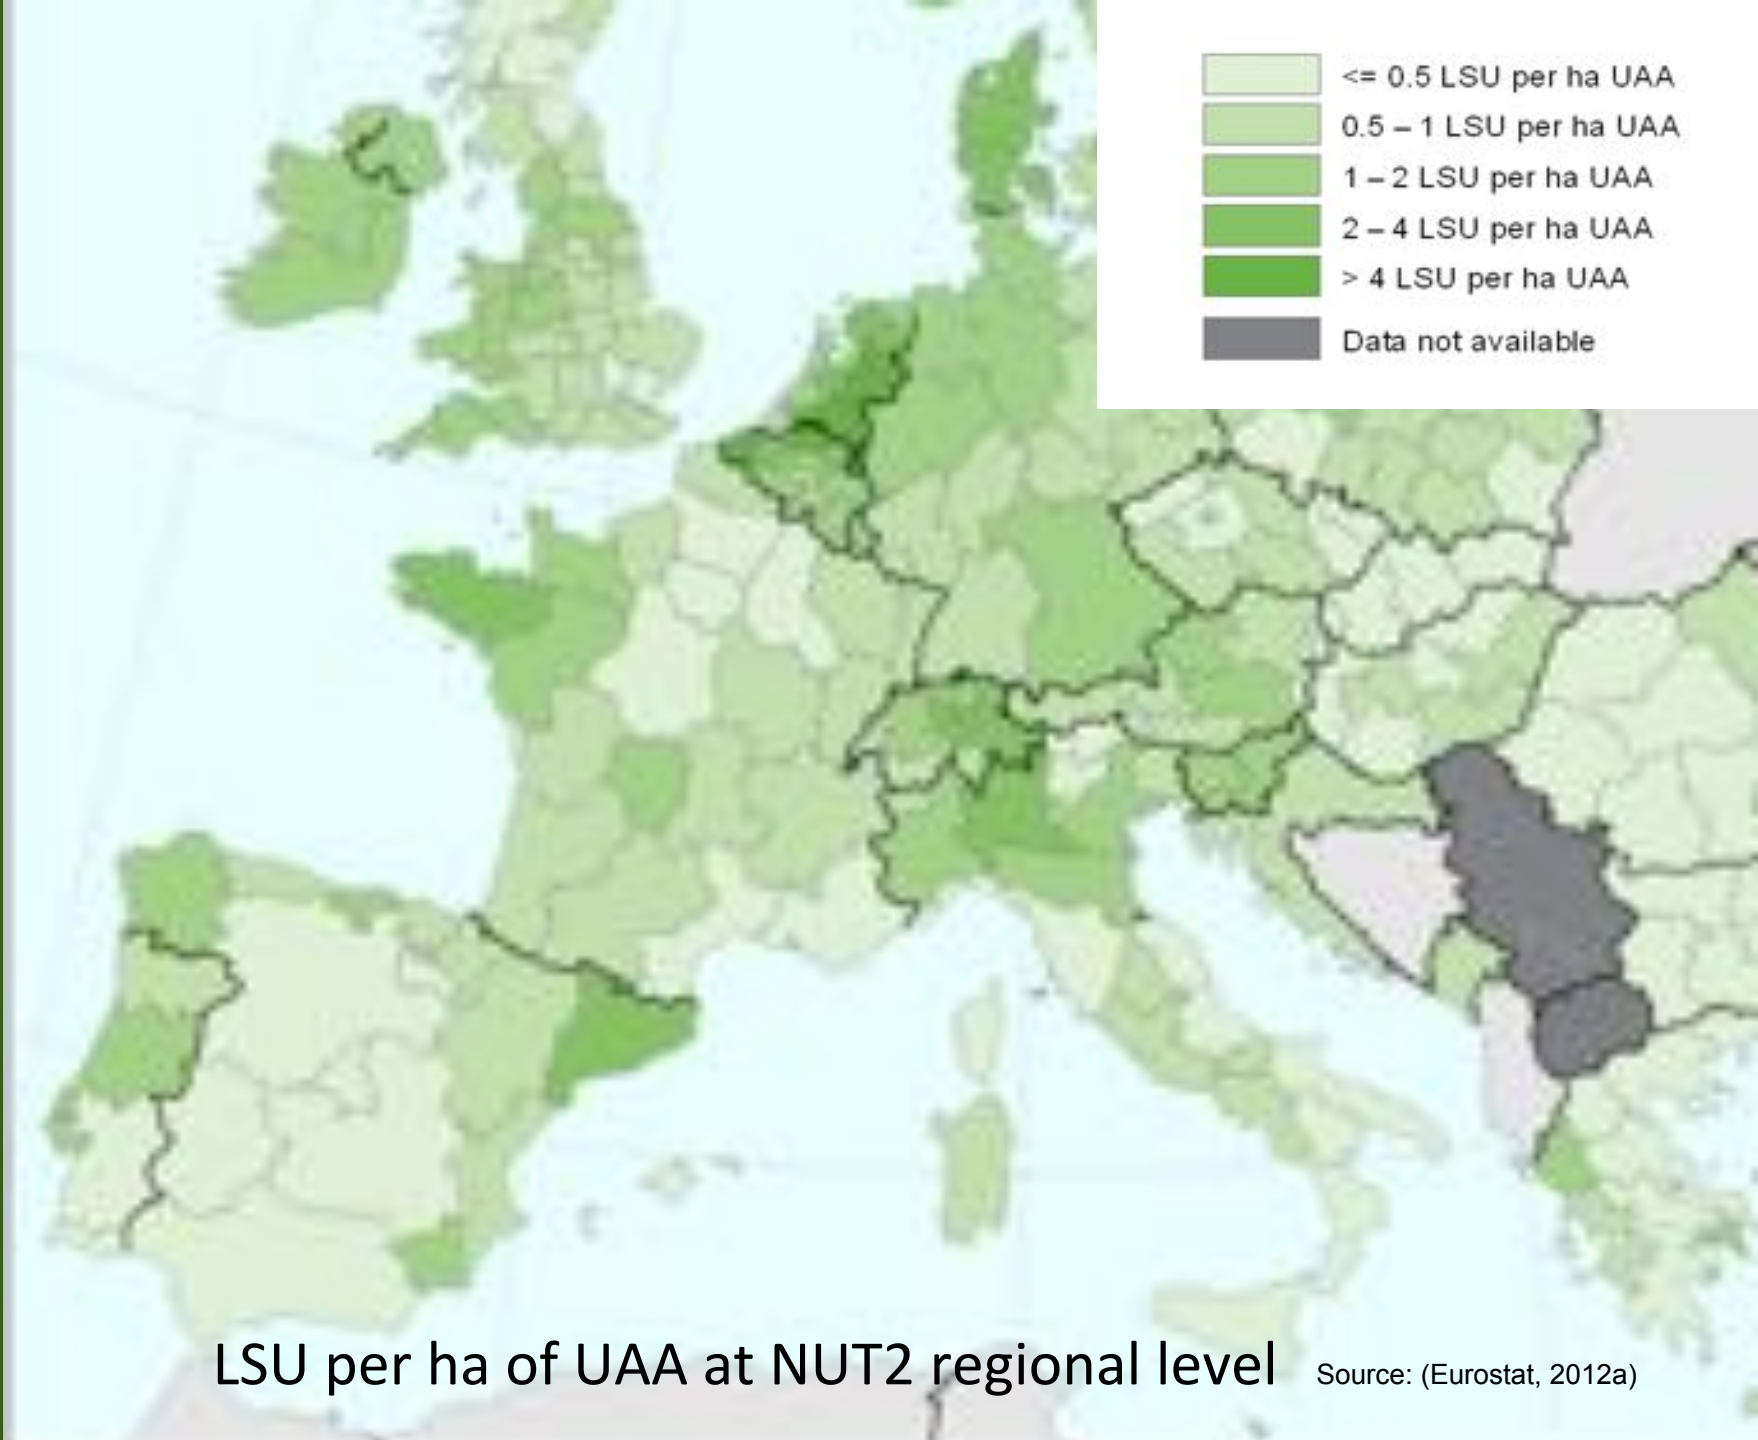 <= 0.5 LSU per ha UAA
0.5 – 1 LSU per ha UAA
1 – 2 LSU per ha UAA
2 – 4 LSU per ha UAA
> 4 LSU per ha UAA
Data not available
LSU per ha of UAA at NUT2 regional level Source: (Eurostat, 2012a)